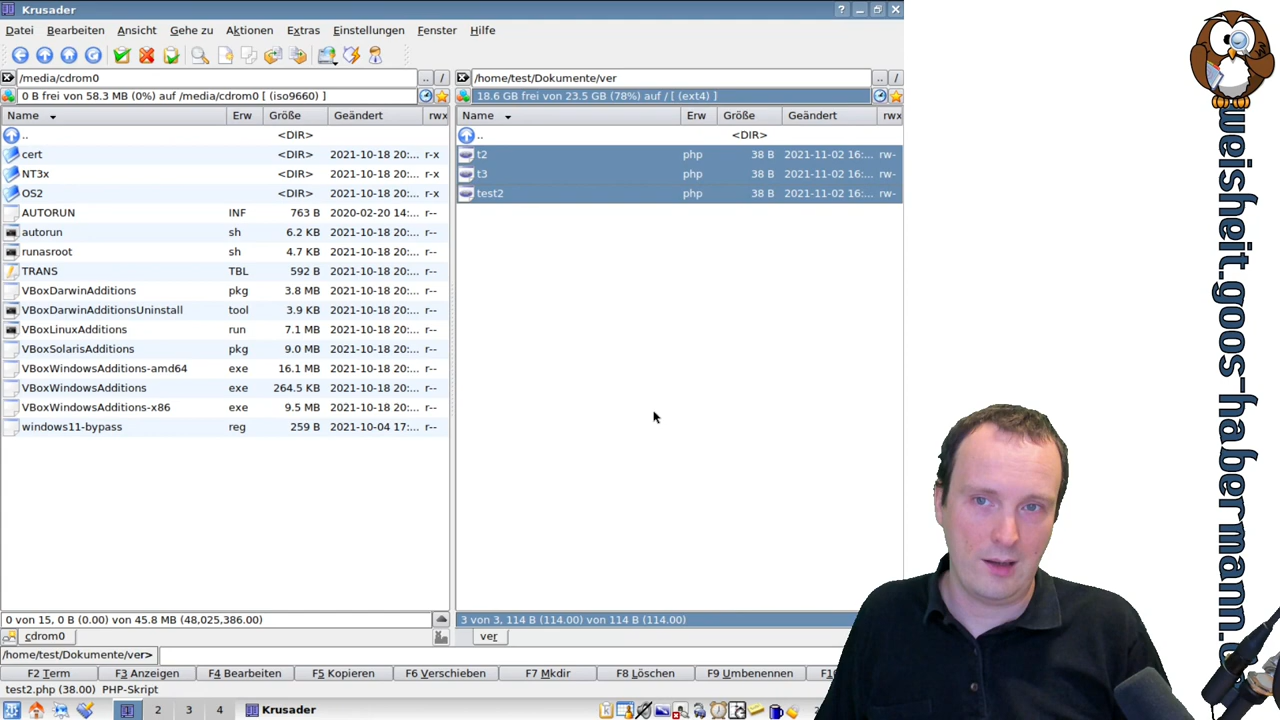 Krusader
Datei Bearbeiten Ansicht Gehe zu Aktionen Extras Einstellungen Fenster Hilfe
/media/cdrom0 .. /
0 B frei von 58.3 MB (0%) auf /media/cdrom0 [ (iso9660) ]
Name Erw Größe Geändert rwx
.. <DIR>
cert <DIR> 2021-10-18 20:... r-x
NT3x <DIR> 2021-10-18 20:... r-x
OS2 <DIR> 2021-10-18 20:... r-x
AUTORUN INF 763 B 2020-02-20 14:... r--
autorun sh 6.2 KB 2021-10-18 20:... r--
runasroot sh 4.7 KB 2021-10-18 20:... r--
TRANS TBL 592 B 2021-10-18 20:... r--
VBoxDarwinAdditions pkg 3.8 MB 2021-10-18 20:... r--
VBoxDarwinAdditionsUninstall tool 3.9 KB 2021-10-18 20:... r--
VBoxLinuxAdditions run 7.1 MB 2021-10-18 20:... r--
VBoxSolarisAdditions pkg 9.0 MB 2021-10-18 20:... r--
VBoxWindowsAdditions-amd64 exe 16.1 MB 2021-10-18 20:... r--
VBoxWindowsAdditions exe 264.5 KB 2021-10-18 20:... r--
VBoxWindowsAdditions-x86 exe 9.5 MB 2021-10-18 20:... r--
windows11-bypass reg 259 B 2021-10-04 17:... r--
0 von 15, 0 B (0.00) von 45.8 MB (48,025,386.00)
cdrom0
/home/test/Dokumente/ver .. /
18.6 GB frei von 23.5 GB (78%) auf / [ (ext4) ]
Name Erw Größe Geändert rwx
.. <DIR>
t2 php 38 B 2021-11-02 16:... rw-
t3 php 38 B 2021-11-02 16:... rw-
test2 php 38 B 2021-11-02 16:... rw-
3 von 3, 114 B (114.00) von 114 B (114.00)
ver
/home/test/Dokumente/ver>
F2 Term F3 Anzeigen F4 Bearbeiten F5 Kopieren F6 Verschieben F7 Mkdir F8 Löschen F9 Umbenennen
test2.php (38.00) PHP-Skript
1 2 3 4 Krusader
weisheit.goos-habermann.